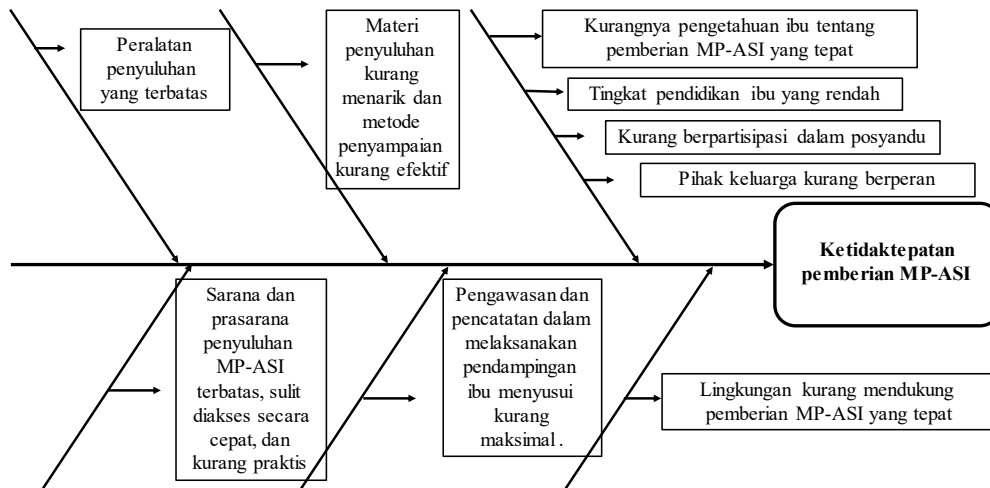 Peralatan
penyuluhan
yang terbatas
Materi
penyuluhan
kurang
menarik dan
metode
penyampaian
kurang efektif
Kurangnya pengetahuan ibu tentang
pemberian MP-ASI yang tepat
Tingkat pendidikan ibu yang rendah
Kurang berpartisipasi dalam posyandu
Pihak keluarga kurang berperan
Ketidaktepatan
pemberian MP-ASI
Sarana dan
prasarana
penyuluhan
MP-ASI
terbatas, sulit
diakses secara
cepat, dan
kurang praktis
Pengawasan dan
pencatatan dalam
melaksanakan
pendampingan
ibu menyusui
kurang
maksimal.
Lingkungan kurang mendukung
pemberian MP-ASI yang tepat